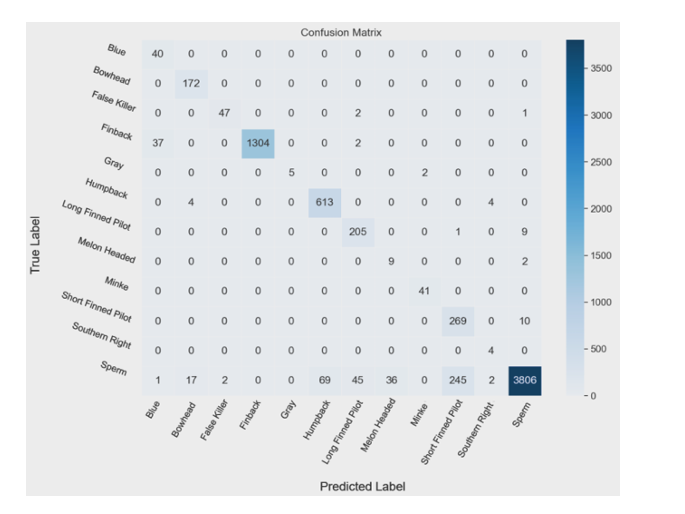 Confusion Matrix
True Label
Blue 40 0 0 0 0 0 0 0 0 0 0 0
Bowhead 0 172 0 0 0 0 0 0 0 0 0 0
False Killer 0 0 47 0 0 0 2 0 0 0 0 1
Finback 37 0 0 1304 0 0 2 0 0 0 0 0
Gray 0 0 0 0 5 0 0 0 2 0 0 0
Humpback 0 4 0 0 0 613 0 0 0 0 4 0
Long Finned Pilot 0 0 0 0 0 0 205 0 0 1 0 9
Melon Headed 0 0 0 0 0 0 0 9 0 0 0 2
Minke 0 0 0 0 0 0 0 0 41 0 0 0
Short Finned Pilot 0 0 0 0 0 0 0 0 0 269 0 10
Southern Right 0 0 0 0 0 0 0 0 0 0 4 0
Sperm 1 17 2 0 0 69 45 36 0 245 2 3806
Blue Bowhead False Killer Finback Gray Humpback Long Finned Pilot Melon Headed Minke Short Finned Pilot Southern Right Sperm
Predicted Label
3500
3000
2500
2000
1500
1000
500
0